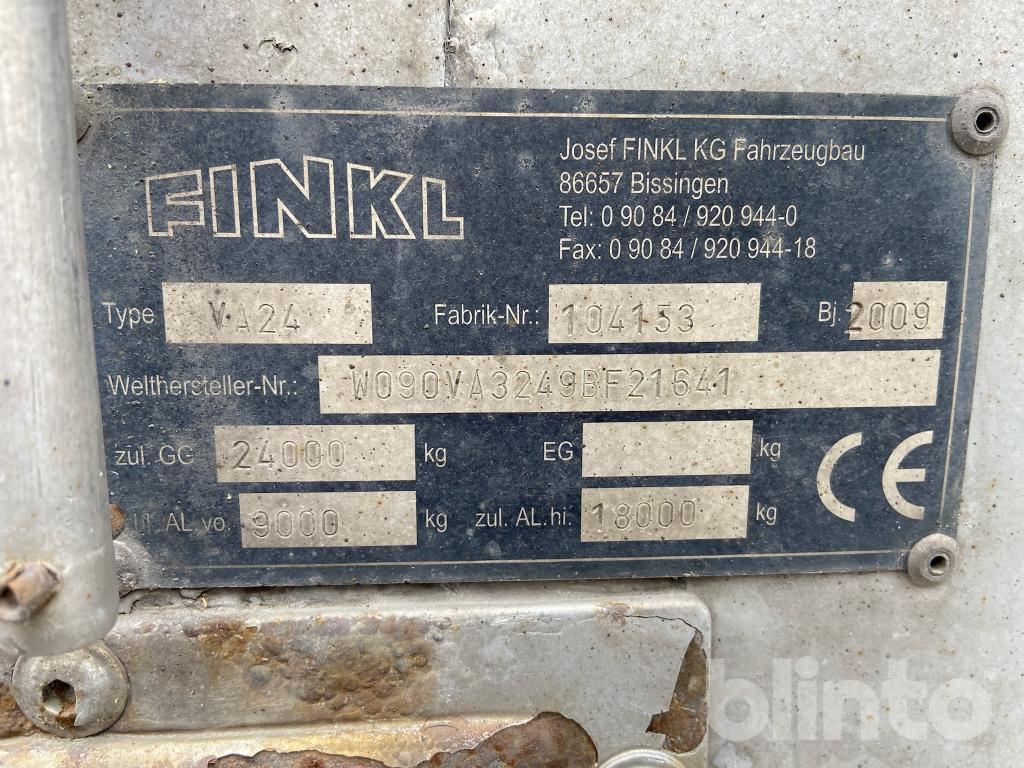 FINKL
Josef FINKL KG Fahrzeugbau
86657 Bissingen
Tel: 0 90 84 / 920 944-0
Fax: 0 90 84 / 920 944-18
Type VA24 Fabrik-Nr.: 104153 Bj. 2009
Welthersteller-Nr.: W090VA3249BF21641
zul. GG 24000 kg EG kg
AL.vo. 9000 kg zul. AL.hi. 18000 kg
CE
blinto